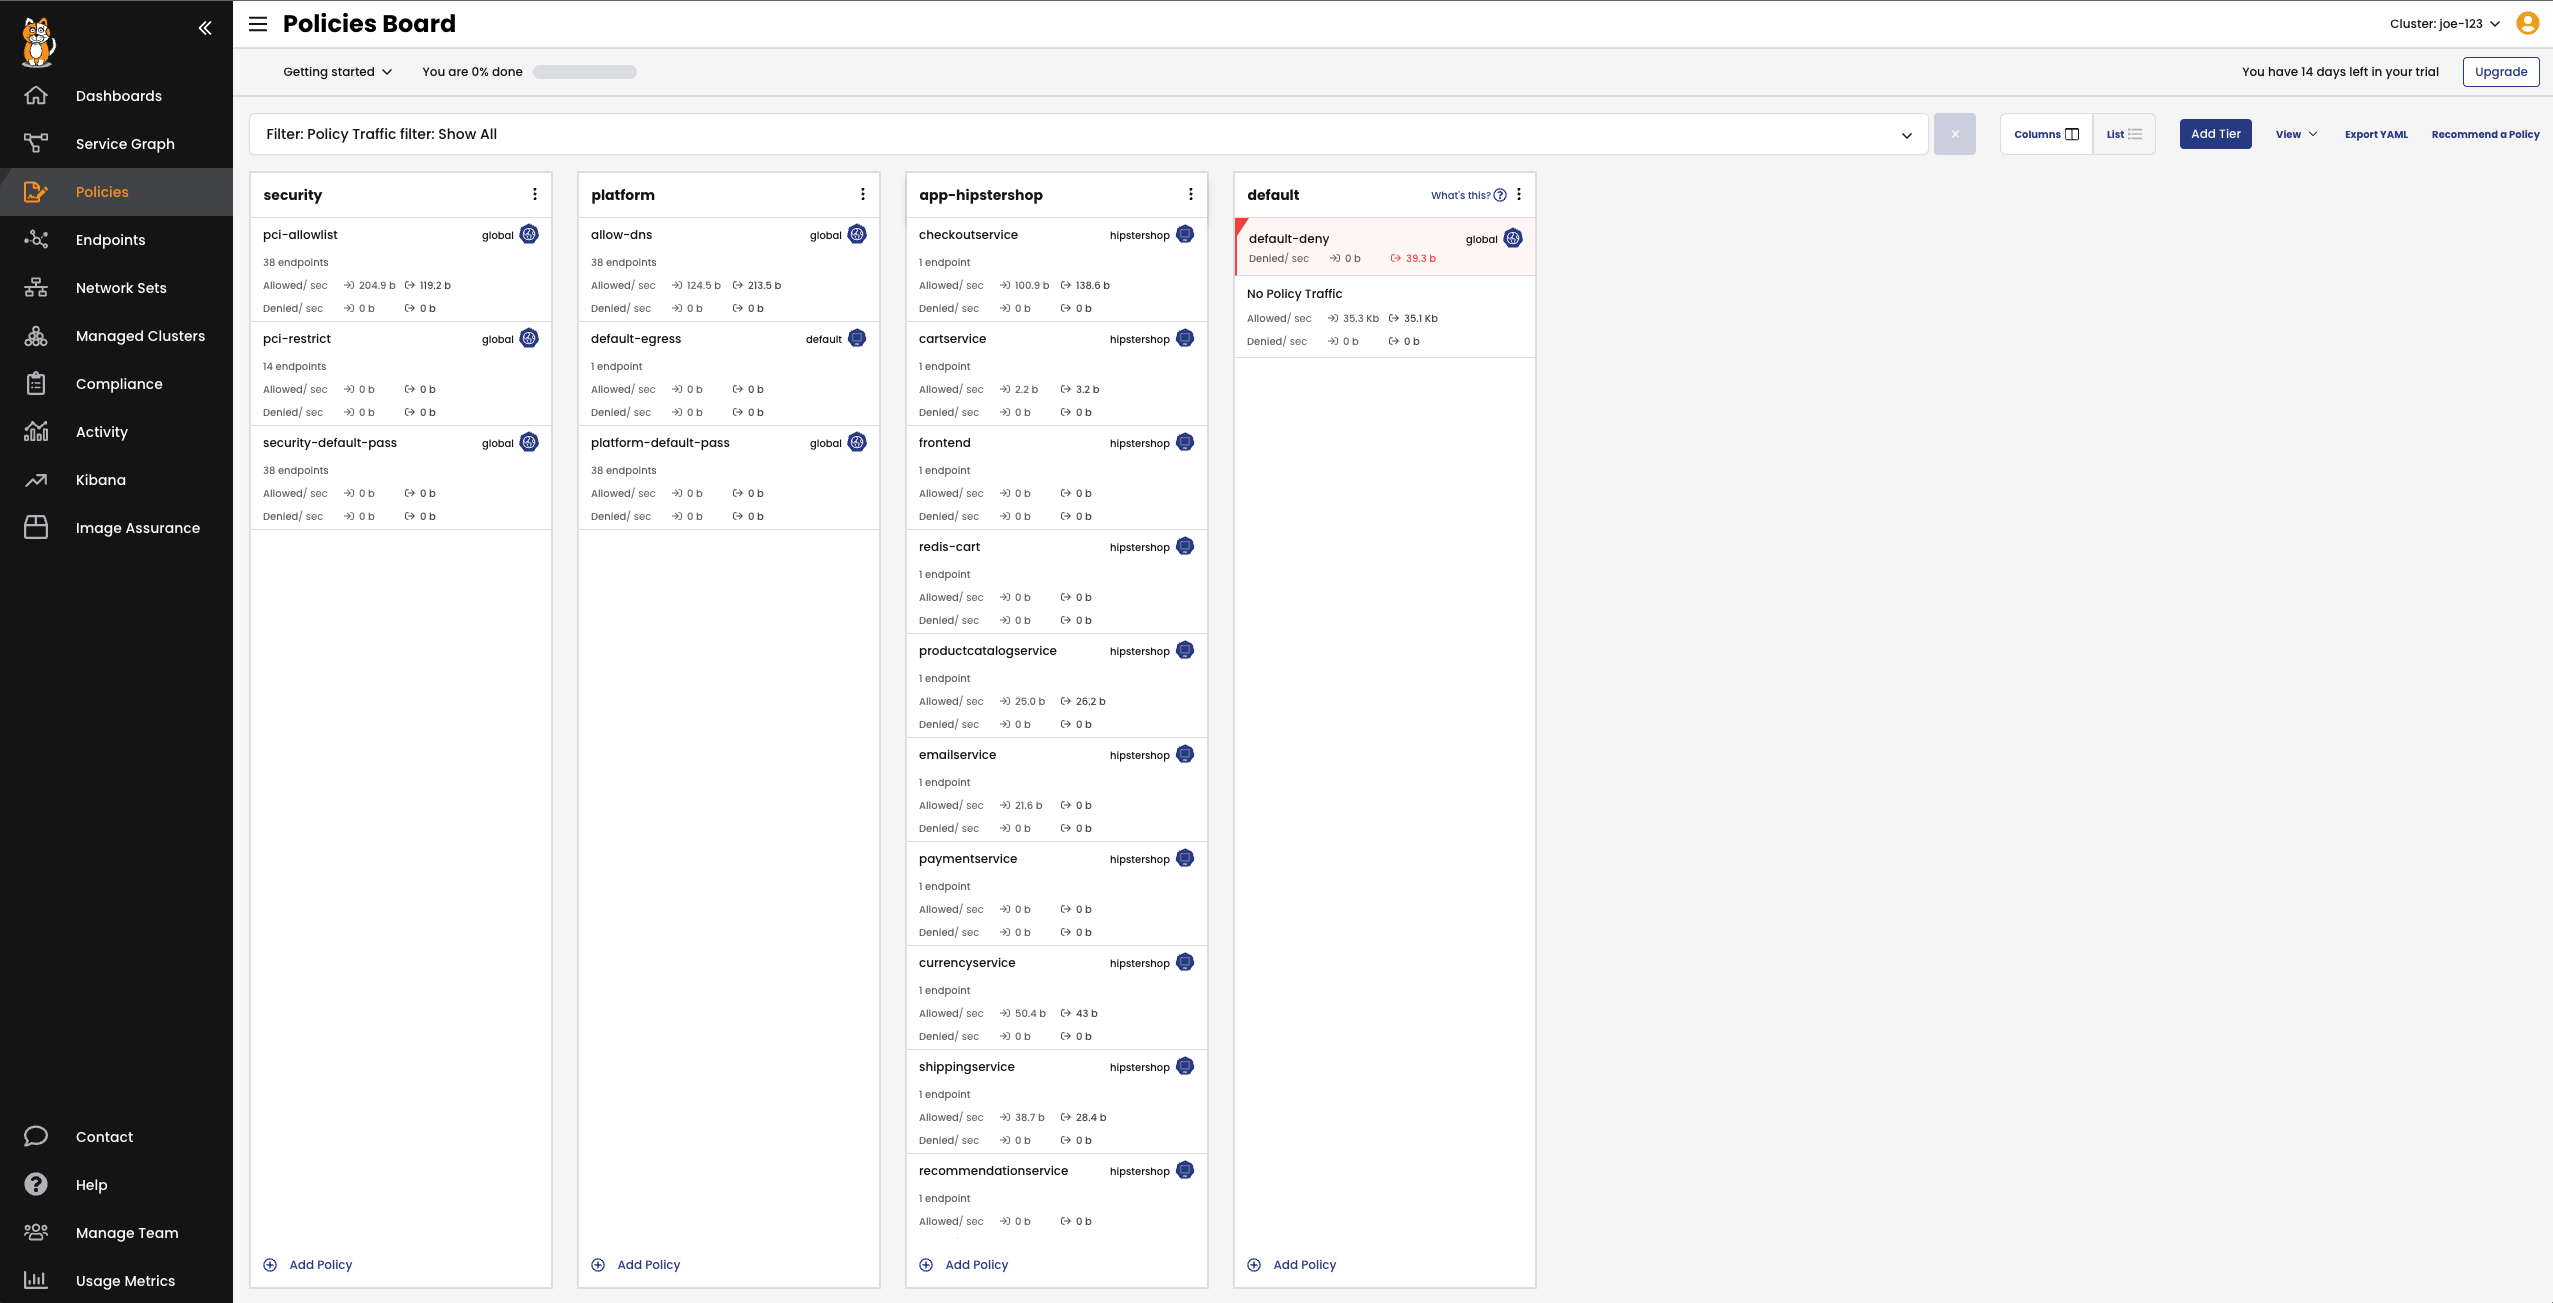 Policies Board
Cluster: joe-123
Getting started
You are 0% done
You have 14 days left in your trial
Upgrade
Dashboards
Service Graph
Policies
Endpoints
Network Sets
Managed Clusters
Compliance
Activity
Kibana
Image Assurance
Contact
Help
Manage Team
Usage Metrics
Filter: Policy Traffic filter: Show All
×
Columns
List
Add Tier
View
Export YAML
Recommend a Policy
security
pci-allowlist global
38 endpoints
Allowed/ sec 204.9 b 119.2 b
Denied/ sec 0 b 0 b
pci-restrict global
14 endpoints
Allowed/ sec 0 b 0 b
Denied/ sec 0 b 0 b
security-default-pass global
38 endpoints
Allowed/ sec 0 b 0 b
Denied/ sec 0 b 0 b
Add Policy
platform
allow-dns global
38 endpoints
Allowed/ sec 124.5 b 213.5 b
Denied/ sec 0 b 0 b
default-egress default
1 endpoint
Allowed/ sec 0 b 0 b
Denied/ sec 0 b 0 b
platform-default-pass global
38 endpoints
Allowed/ sec 0 b 0 b
Denied/ sec 0 b 0 b
Add Policy
app-hipstershop
checkoutservice hipstershop
1 endpoint
Allowed/ sec 100.9 b 138.6 b
Denied/ sec 0 b 0 b
cartservice hipstershop
1 endpoint
Allowed/ sec 2.2 b 3.2 b
Denied/ sec 0 b 0 b
frontend hipstershop
1 endpoint
Allowed/ sec 0 b 0 b
Denied/ sec 0 b 0 b
redis-cart hipstershop
1 endpoint
Allowed/ sec 0 b 0 b
Denied/ sec 0 b 0 b
productcatalogservice hipstershop
1 endpoint
Allowed/ sec 25.0 b 26.2 b
Denied/ sec 0 b 0 b
emailservice hipstershop
1 endpoint
Allowed/ sec 21.6 b 0 b
Denied/ sec 0 b 0 b
paymentservice hipstershop
1 endpoint
Allowed/ sec 0 b 0 b
Denied/ sec 0 b 0 b
currencyservice hipstershop
1 endpoint
Allowed/ sec 50.4 b 43 b
Denied/ sec 0 b 0 b
shippingservice hipstershop
1 endpoint
Allowed/ sec 38.7 b 28.4 b
Denied/ sec 0 b 0 b
recommendationservice hipstershop
1 endpoint
Allowed/ sec 0 b 0 b
Add Policy
default What's this?
default-deny global
Denied/ sec 0 b 39.3 b
No Policy Traffic
Allowed/ sec 35.3 Kb 35.1 Kb
Denied/ sec 0 b 0 b
Add Policy